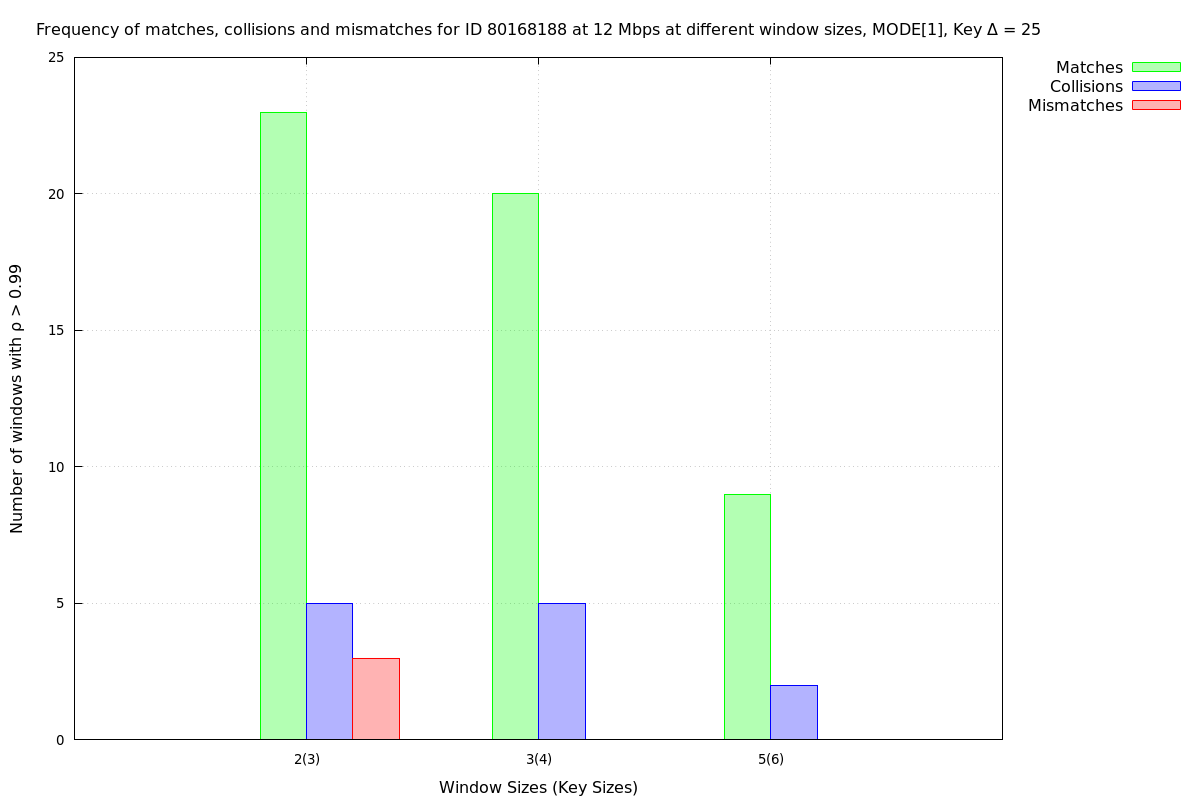 Frequency of matches, collisions and mismatches for ID 80168188 at 12 Mbps at different window sizes, MODE[1], Key Δ = 25
Matches
Collisions
Mismatches
Number of windows with ρ > 0.99
25
20
15
10
5
0
2(3)
3(4)
5(6)
Window Sizes (Key Sizes)